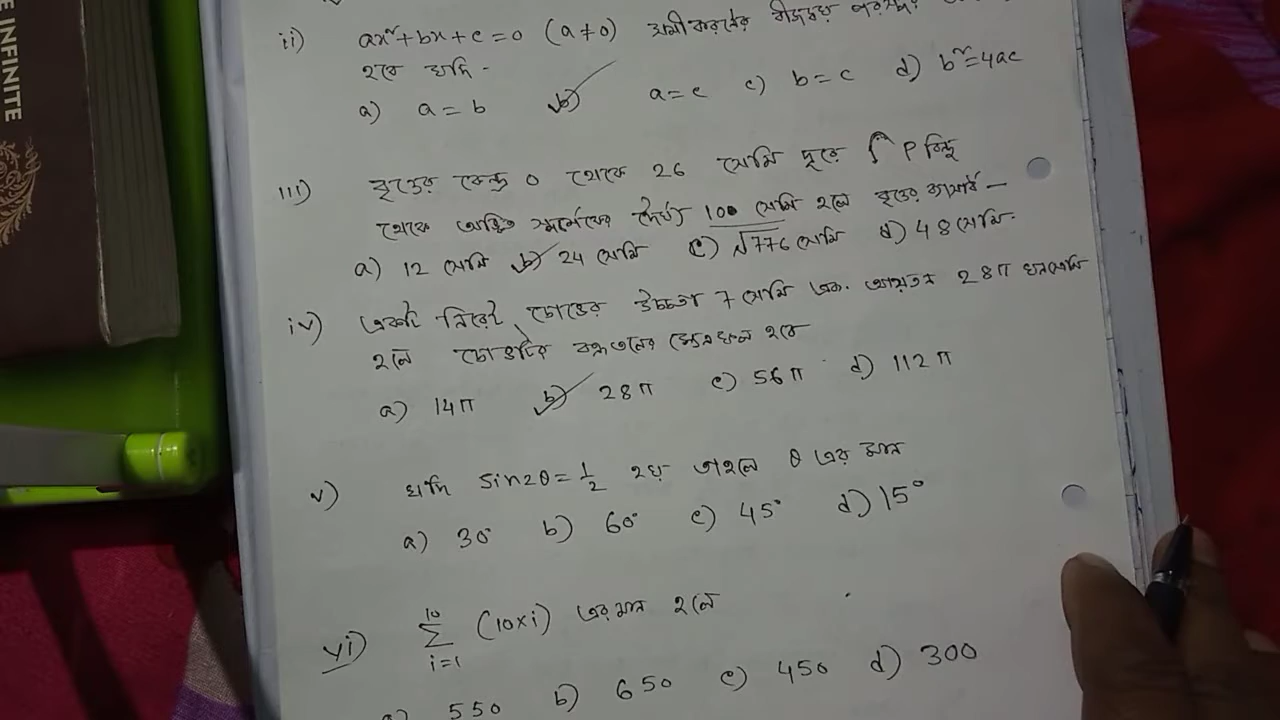 INFINITE
ii) ax²+bx+c=0 (a≠0) সমীকরণের বীজদ্বয় পরস্পর
হবে যদি -
a) a = b b) a=c c) b=c d) b²=4ac
iii) বৃত্তের কেন্দ্র O থেকে 26 সেমি দূরে P বিন্দু
থেকে অঙ্কিত স্পর্শকের দৈর্ঘ্য 100 সেমি হলে বৃত্তের ব্যাসার্ধ —
a) 12 সেমি b) 24 সেমি c) √776 সেমি d) 48 সেমি.
iv) একটি নিরেট চোঙের উচ্চতা 7 সেমি এবং আয়তন 28π ঘনসেমি
হলে চোঙটির বক্রতলের ক্ষেত্রফল হবে
a) 14π b) 28π c) 56π d) 112π
v) যদি sin2θ=1/2 হয় তাহলে θ এর মান
a) 30° b) 60° c) 45° d) 15°
vi) 10 Σ i=1 (10×i) এর মান হলে
a) 550 b) 650 c) 450 d) 300